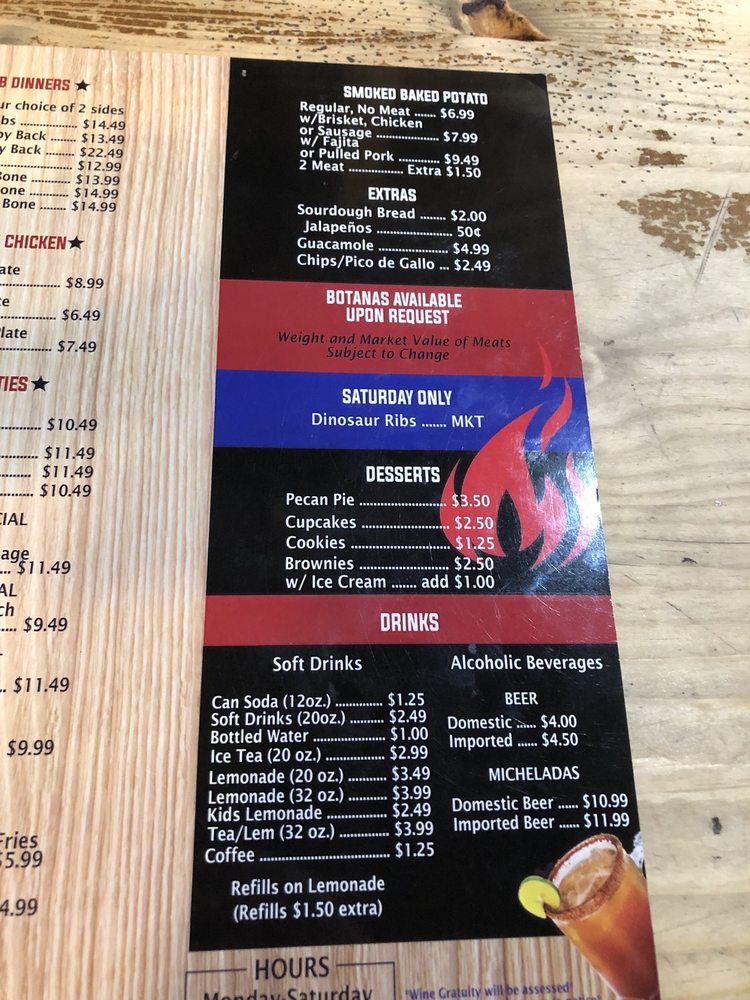 B DINNERS
ur choice of 2 sides
bs ................. $14.49
by Back ........ $13.49
y Back ........ $22.49
.................. $12.99
Bone ........... $13.99
one ............ $14.99
Bone ........ $14.99
CHICKEN
ate
.................. $8.99
te
................ $6.49
late
.............. $7.49
TIES
............ $10.49
........... $11.49
......... $11.49
.......... $10.49
CIAL
age
... $11.49
AL
ch
.... $9.49
.. $11.49
$9.99
Fries
$5.99
4.99
SMOKED BAKED POTATO
Regular, No Meat ...... $6.99
w/Brisket, Chicken
or Sausage ................... $7.99
w/ Fajita
or Pulled Pork ............ $9.49
2 Meat ................ Extra $1.50
EXTRAS
Sourdough Bread ........ $2.00
Jalapeños ....................... 50¢
Guacamole ..................... $4.99
Chips/Pico de Gallo ... $2.49
BOTANAS AVAILABLE
UPON REQUEST
Weight and Market Value of Meats
Subject to Change
SATURDAY ONLY
Dinosaur Ribs ....... MKT
DESSERTS
Pecan Pie ........................ $3.50
Cupcakes ........................ $2.50
Cookies ........................... $1.25
Brownies ......................... $2.50
w/ Ice Cream ....... add $1.00
DRINKS
Soft Drinks
Can Soda (12oz.) ............. $1.25
Soft Drinks (20oz.) ......... $2.49
Bottled Water ................... $1.00
Ice Tea (20 oz.) ................ $2.99
Lemonade (20 oz.) .......... $3.49
Lemonade (32 oz.) .......... $3.99
Kids Lemonade ................ $2.49
Tea/Lem (32 oz.) ............. $3.99
Coffee .................................. $1.25
Refills on Lemonade
(Refills $1.50 extra)
Alcoholic Beverages
BEER
Domestic ...... $4.00
Imported ...... $4.50
MICHELADAS
Domestic Beer ...... $10.99
Imported Beer ...... $11.99
HOURS
Monday-Saturday
"Wine Gratuity will be assessed"